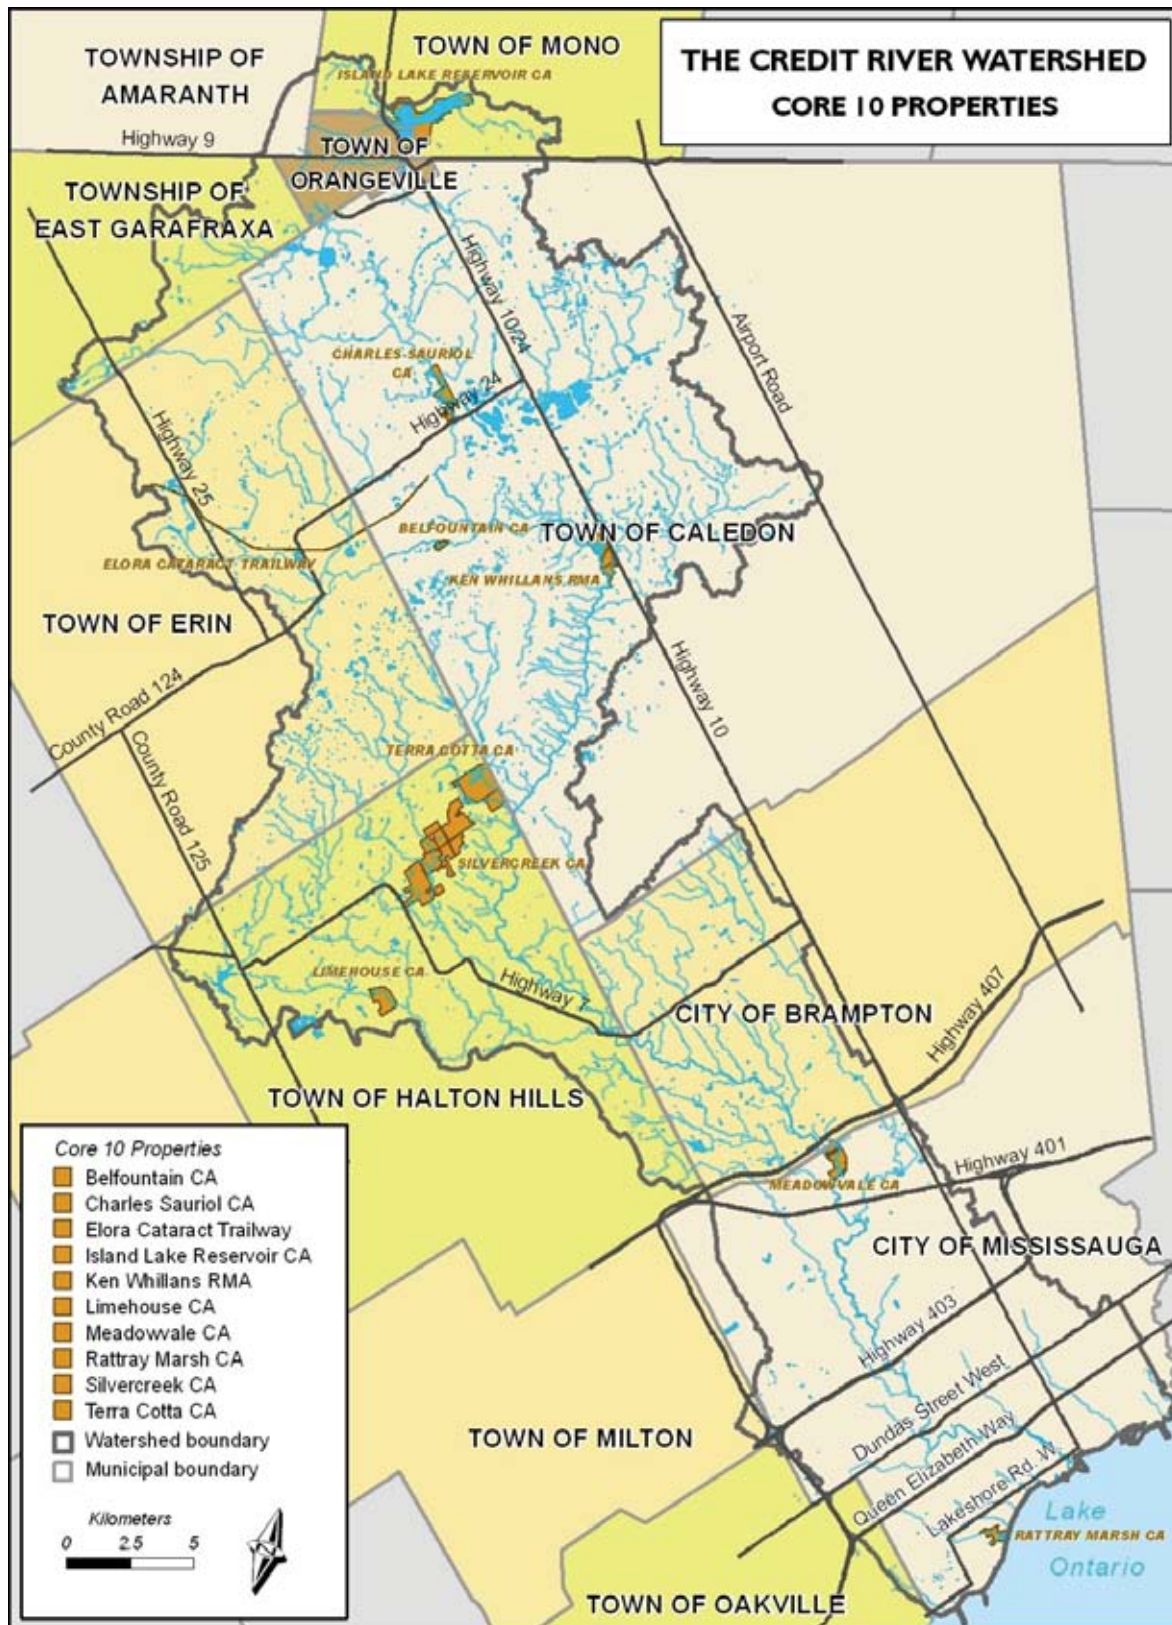 THE CREDIT RIVER WATERSHED
CORE 10 PROPERTIES
TOWNSHIP OF
AMARANTH
TOWN OF MONO
ISLAND LAKE RESERVOIR CA
Highway 9
TOWN OF
ORANGEVILLE
TOWNSHIP OF
EAST GARAFRAXA
Highway 10/24
Airport Road
CHARLES SAURIOL
CA
Highway 24
Highway 25
BELFOUNTAIN CA
TOWN OF CALEDON
ELORA CATARACT TRAILWAY
KEN WHILLANS RMA
TOWN OF ERIN
Highway 10
County Road 124
County Road 125
TERRA COTTA CA
SILVERCREEK CA
LIMEHOUSE CA
Highway 7
CITY OF BRAMPTON
Highway 407
TOWN OF HALTON HILLS
Highway 401
MEADOWVALE CA
CITY OF MISSISSAUGA
Highway 403
Dundas Street West
Queen Elizabeth Way
Lakeshore Rd. W.
TOWN OF MILTON
Lake
RATTRAY MARSH CA
Ontario
TOWN OF OAKVILLE
Core 10 Properties
Belfountain CA
Charles Sauriol CA
Elora Cataract Trailway
Island Lake Reservoir CA
Ken Whillans RMA
Limehouse CA
Meadowvale CA
Rattray Marsh CA
Silvercreek CA
Terra Cotta CA
Watershed boundary
Municipal boundary
Kilometers
0 2.5 5